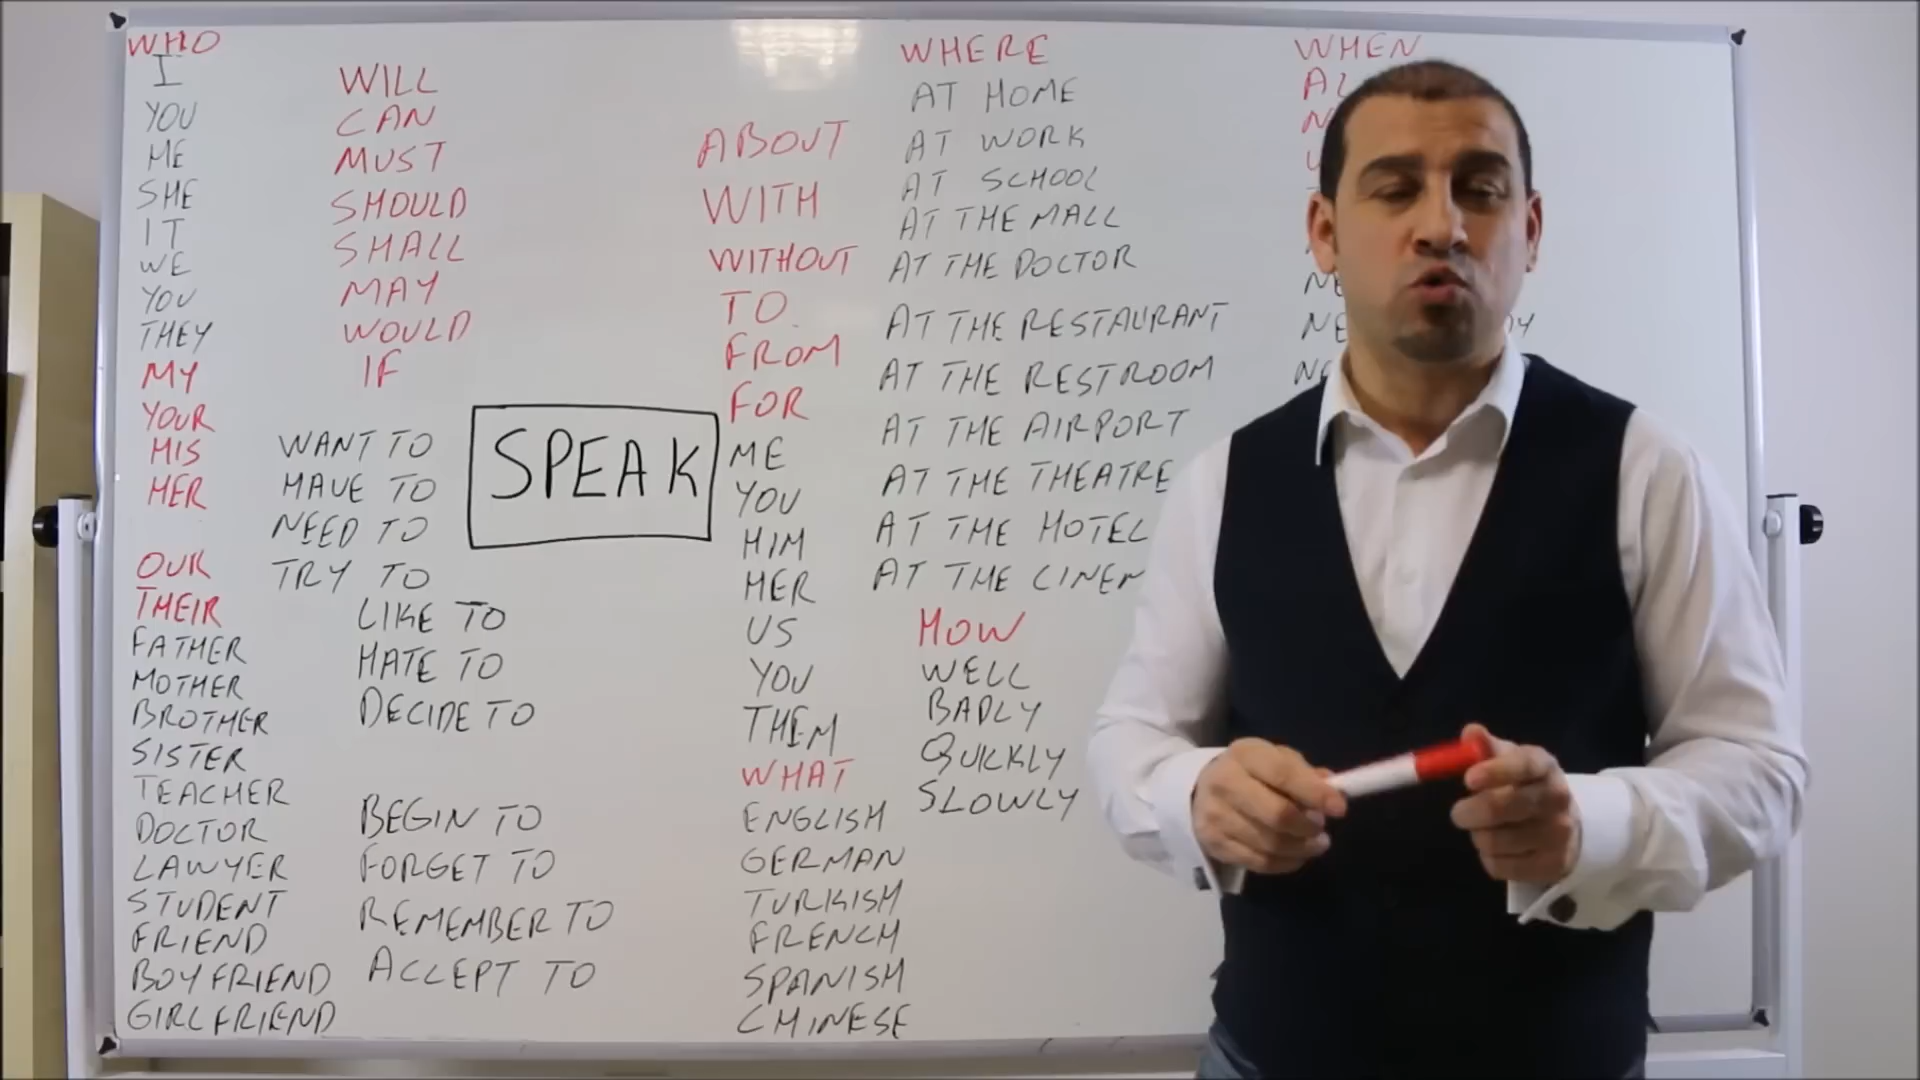 WHO
I
YOU
ME
SHE
IT
WE
YOU
THEY
MY
YOUR
HIS
HER
OUR
THEIR
FATHER
MOTHER
BROTHER
SISTER
TEACHER
DOCTOR
LAWYER
STUDENT
FRIEND
BOYFRIEND
GIRLFRIEND
WILL
CAN
MUST
SHOULD
SHALL
MAY
WOULD
IF
WANT TO
HAVE TO
NEED TO
TRY TO
LIKE TO
HATE TO
DECIDE TO
BEGIN TO
FORGET TO
REMEMBER TO
ACCEPT TO
SPEAK
ABOUT
WITH
WITHOUT
TO
FROM
FOR
ME
YOU
HIM
HER
US
YOU
THEM
WHAT
ENGLISH
GERMAN
TURKISH
FRENCH
SPANISH
CHINESE
WHERE
AT HOME
AT WORK
AT SCHOOL
AT THE MALL
AT THE DOCTOR
AT THE RESTAURANT
AT THE RESTROOM
AT THE AIRPORT
AT THE THEATRE
AT THE HOTEL
AT THE
HOW
WELL
BADLY
QUICKLY
SLOWLY
WHEN